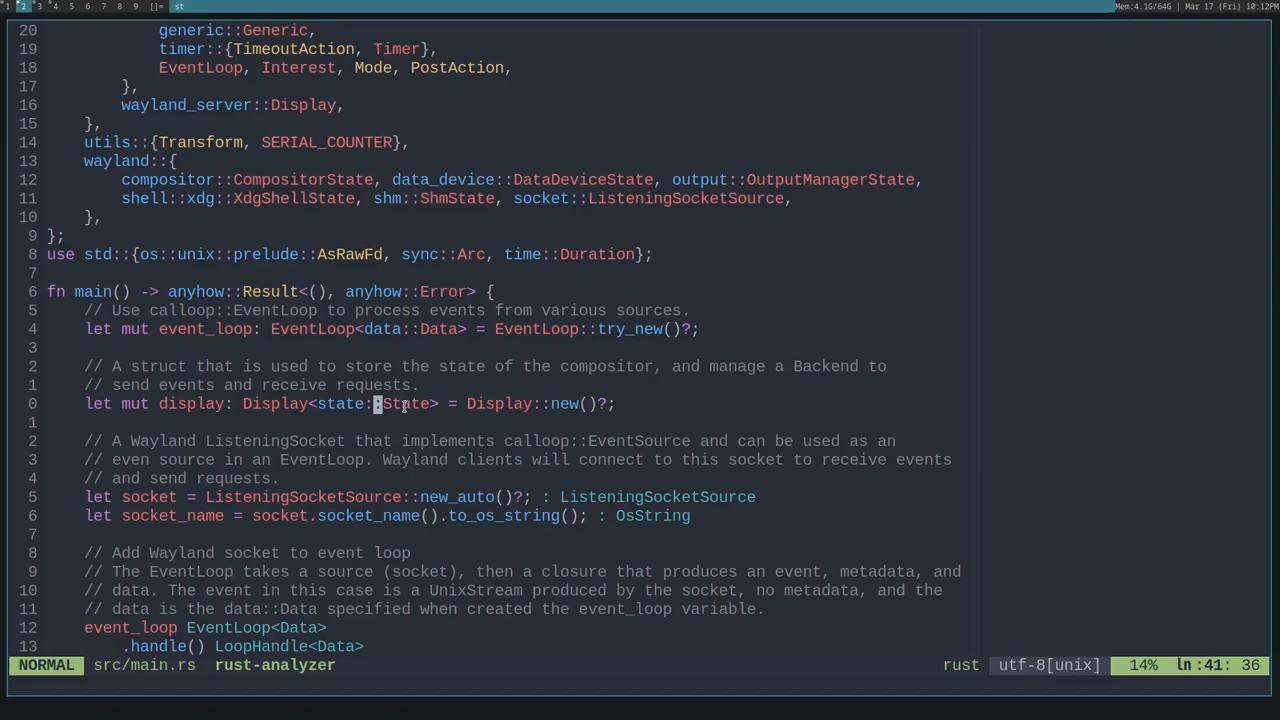 1 2 3 4 5 6 7 8 9 []= st Mem:4.1G/64G | Mar 17 (Fri) 10:12PM
20 generic::Generic,
19 timer::{TimeoutAction, Timer},
18 EventLoop, Interest, Mode, PostAction,
17 },
16 wayland_server::Display,
15 },
14 utils::{Transform, SERIAL_COUNTER},
13 wayland::{
12 compositor::CompositorState, data_device::DataDeviceState, output::OutputManagerState,
11 shell::xdg::XdgShellState, shm::ShmState, socket::ListeningSocketSource,
10 },
9 };
8 use std::{os::unix::prelude::AsRawFd, sync::Arc, time::Duration};
7
6 fn main() -> anyhow::Result<(), anyhow::Error> {
5 // Use calloop::EventLoop to process events from various sources.
4 let mut event_loop: EventLoop<data::Data> = EventLoop::try_new()?;
3
2 // A struct that is used to store the state of the compositor, and manage a Backend to
1 // send events and receive requests.
0 let mut display: Display<state::State> = Display::new()?;
1
2 // A Wayland ListeningSocket that implements calloop::EventSource and can be used as an
3 // even source in an EventLoop. Wayland clients will connect to this socket to receive events
4 // and send requests.
5 let socket = ListeningSocketSource::new_auto()?; : ListeningSocketSource
6 let socket_name = socket.socket_name().to_os_string(); : OsString
7
8 // Add Wayland socket to event loop
9 // The EventLoop takes a source (socket), then a closure that produces an event, metadata, and
10 // data. The event in this case is a UnixStream produced by the socket, no metadata, and the
11 // data is the data::Data specified when created the event_loop variable.
12 event_loop EventLoop<Data>
13 .handle() LoopHandle<Data>
NORMAL src/main.rs rust-analyzer rust utf-8[unix] 14% ln:41: 36